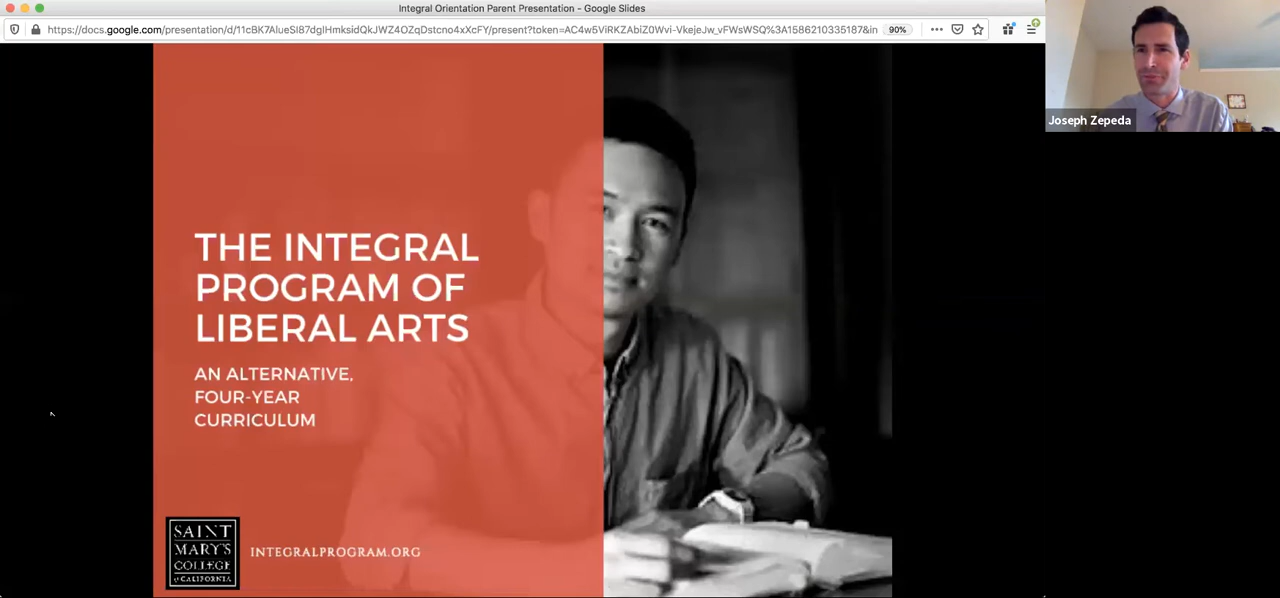 Integral Orientation Parent Presentation - Google Slides
https://docs.google.com/presentation/d/11cBK7AlueSI87dgIHmksidQkJWZ4OZqDstcno4xXcFY/present?token=AC4w5ViRKZAbiZ0Wvi-VkejeJw_vFWsWSQ%3A1586210335187&in
90%
Joseph Zepeda
THE INTEGRAL
PROGRAM OF
LIBERAL ARTS
AN ALTERNATIVE,
FOUR-YEAR
CURRICULUM
SAINT
MARY'S
COLLEGE
of CALIFORNIA
INTEGRALPROGRAM.ORG